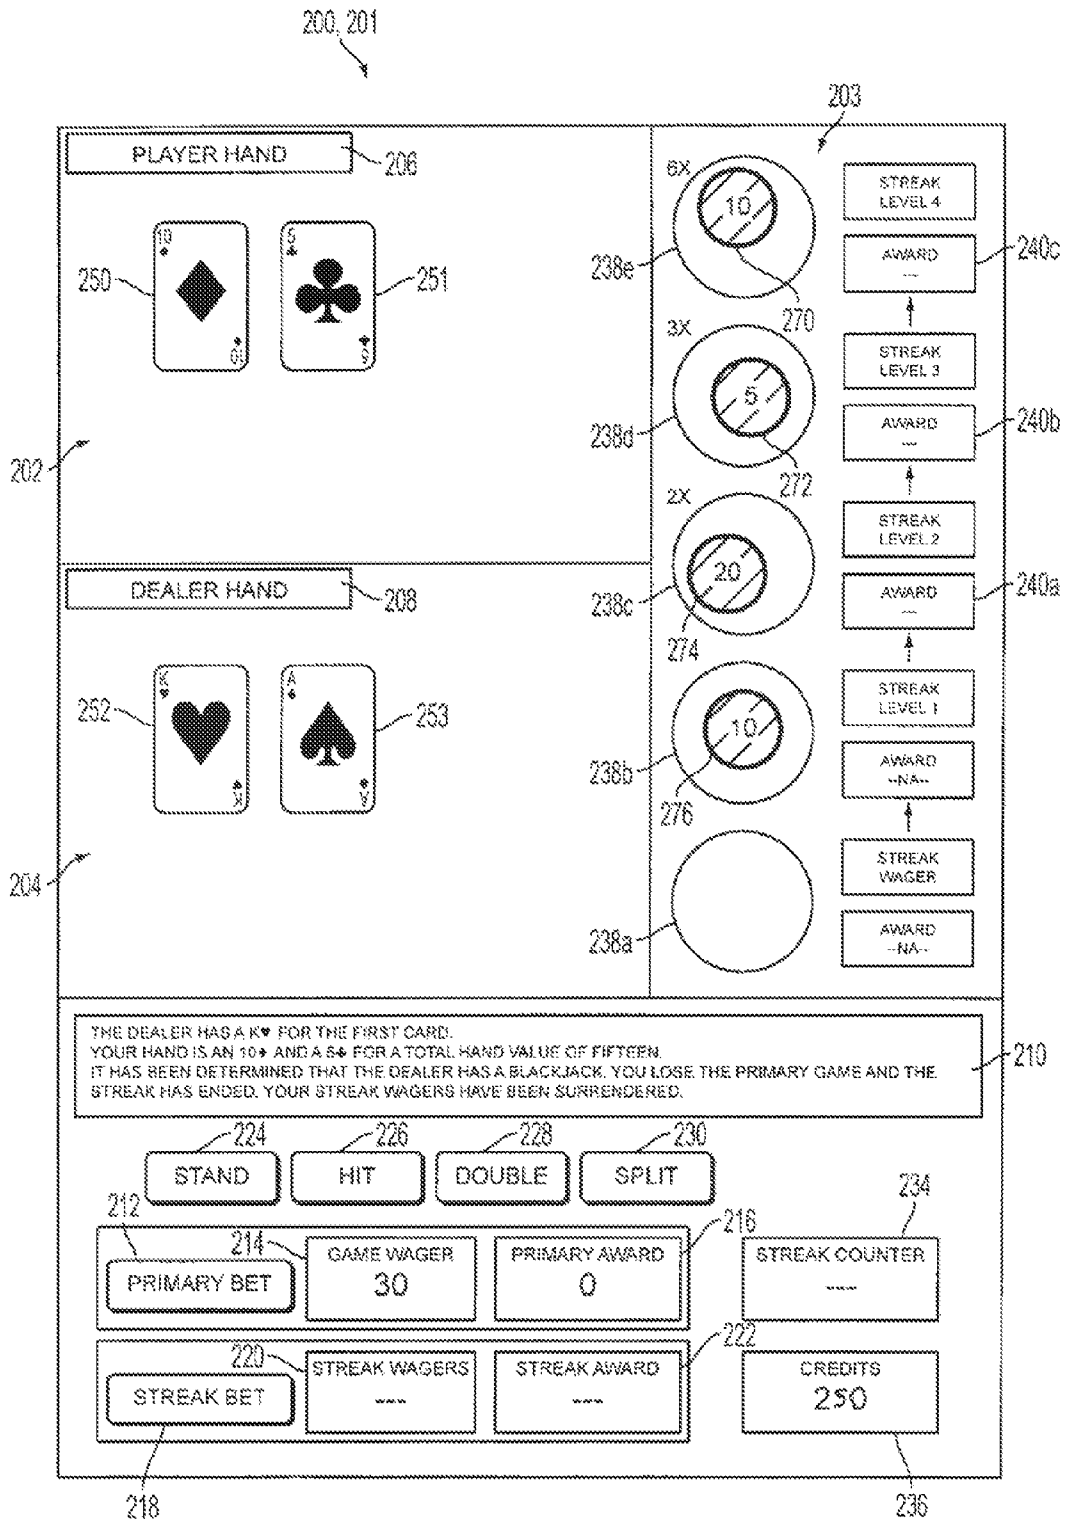 200, 201
203
PLAYER HAND
206
6X
10
STREAK
LEVEL 4
10
10
250
5
5
251
238e
270
AWARD
---
240c
3X
5
STREAK
LEVEL 3
238d
272
AWARD
---
240b
202
2X
20
STREAK
LEVEL 2
DEALER HAND
208
238c
274
AWARD
---
240a
K
K
252
A
A
253
10
STREAK
LEVEL 1
238b
276
AWARD
--NA--
204
STREAK
WAGER
238a
AWARD
--NA--
THE DEALER HAS A K♥ FOR THE FIRST CARD.
YOUR HAND IS AN 10♦ AND A 5♣ FOR A TOTAL HAND VALUE OF FIFTEEN.
IT HAS BEEN DETERMINED THAT THE DEALER HAS A BLACKJACK. YOU LOSE THE PRIMARY GAME AND THE
STREAK HAS ENDED. YOUR STREAK WAGERS HAVE BEEN SURRENDERED.
210
224
226
228
230
STAND
HIT
DOUBLE
SPLIT
212
214
216
234
PRIMARY BET
GAME WAGER
30
PRIMARY AWARD
0
STREAK COUNTER
---
220
222
STREAK BET
STREAK WAGERS
---
STREAK AWARD
---
CREDITS
250
218
236